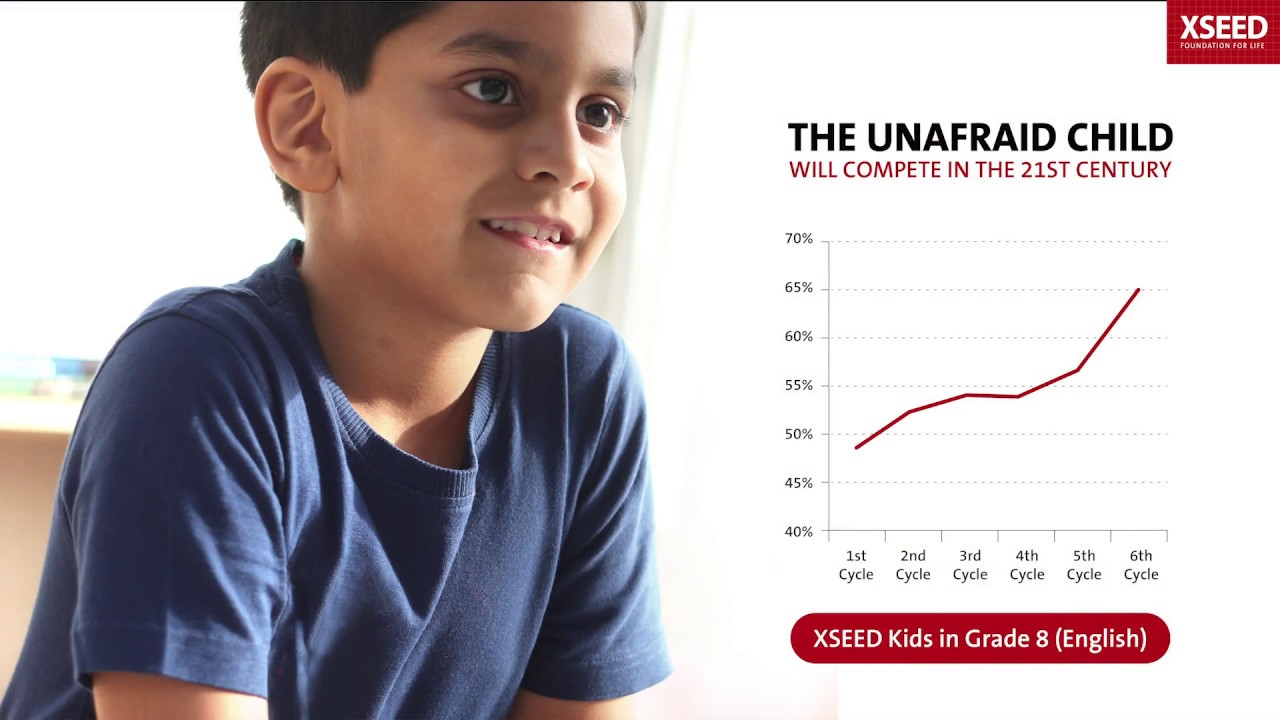 XSEED
FOUNDATION FOR LIFE
THE UNAFRAID CHILD
WILL COMPETE IN THE 21ST CENTURY
70%
65%
60%
55%
50%
45%
40%
1st Cycle
2nd Cycle
3rd Cycle
4th Cycle
5th Cycle
6th Cycle
XSEED Kids in Grade 8 (English)